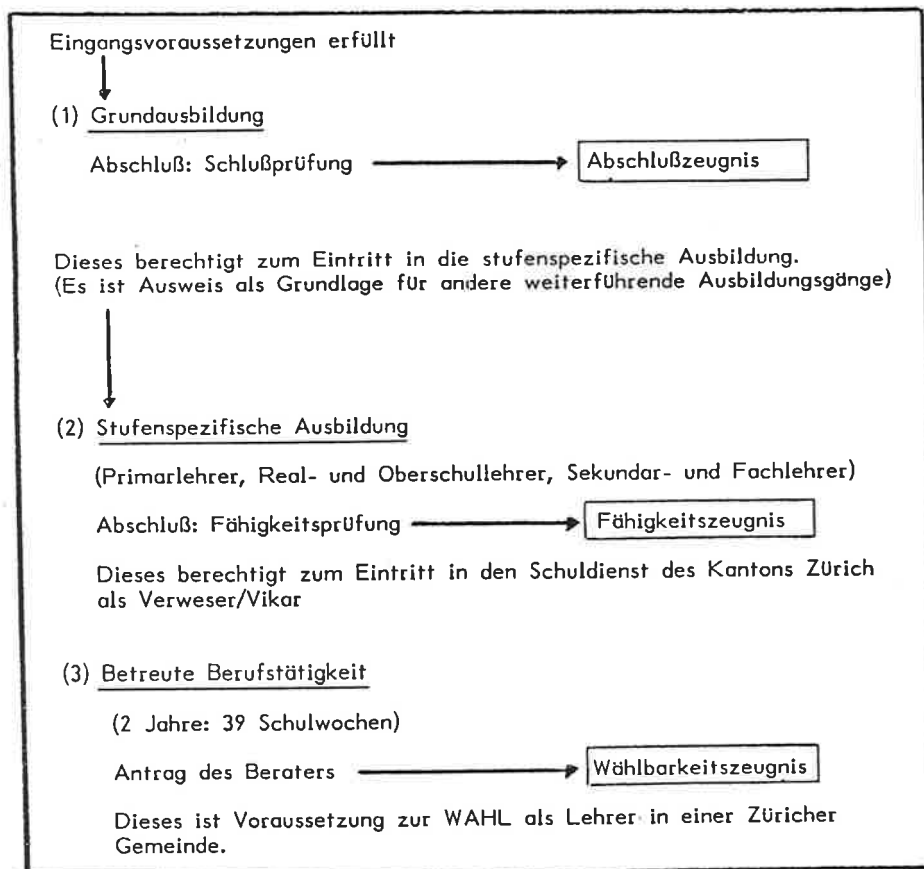 Eingangsvoraussetzungen erfüllt
(1) Grundausbildung
Abschluß: Schlußprüfung Abschlußzeugnis
Dieses berechtigt zum Eintritt in die stufenspezifische Ausbildung.
(Es ist Ausweis als Grundlage für andere weiterführende Ausbildungsgänge)
(2) Stufenspezifische Ausbildung
(Primarlehrer, Real- und Oberschullehrer, Sekundar- und Fachlehrer)
Abschluß: Fähigkeitsprüfung Fähigkeitszeugnis
Dieses berechtigt zum Eintritt in den Schuldienst des Kantons Zürich
als Verweser/Vikar
(3) Betreute Berufstätigkeit
(2 Jahre: 39 Schulwochen)
Antrag des Beraters Wählbarkeitszeugnis
Dieses ist Voraussetzung zur WAHL als Lehrer in einer Züricher
Gemeinde.